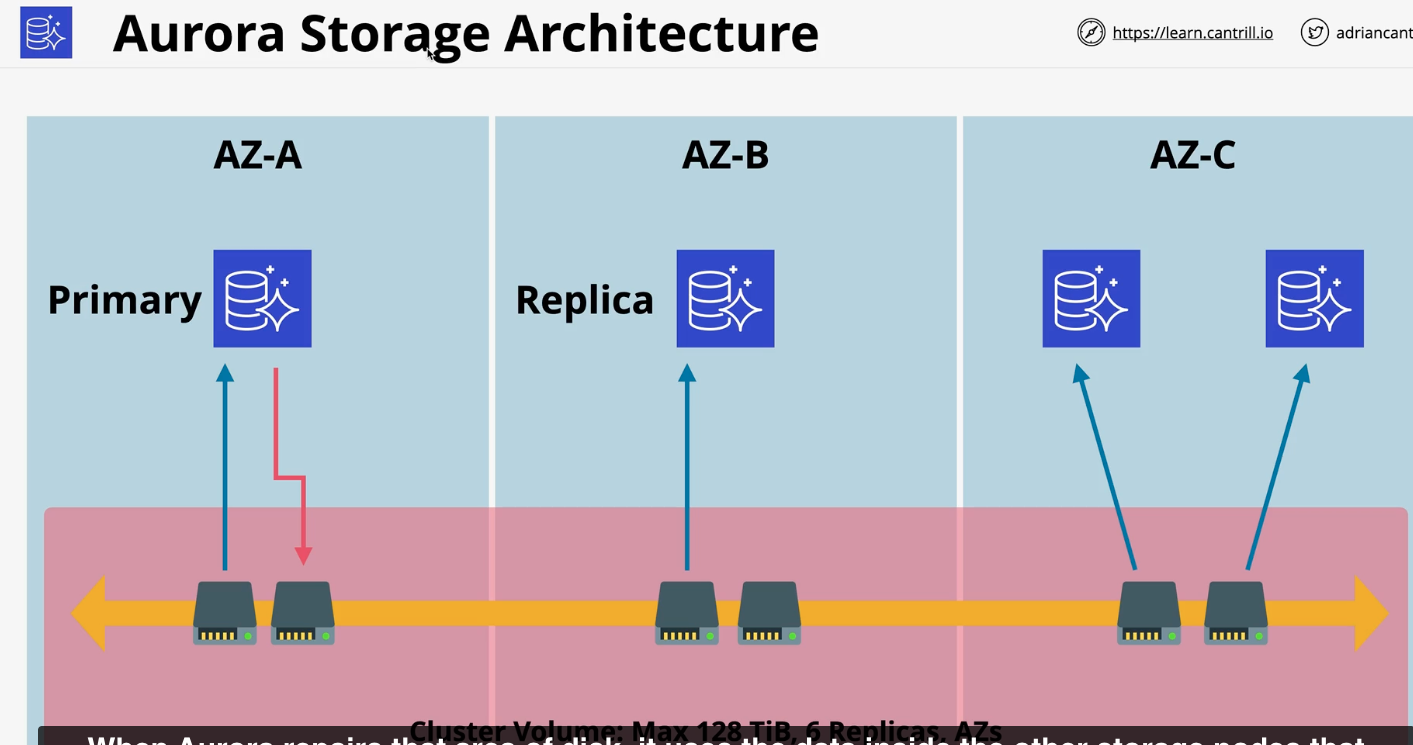 Aurora Storage Architecture
https://learn.cantrill.io
adriancant
AZ-A
AZ-B
AZ-C
Primary
Replica
Cluster Volume: Max 128 TiB, 6 Replicas, AZs
When Aurora repairs that area of disk, it uses the data inside the other storage nodes that